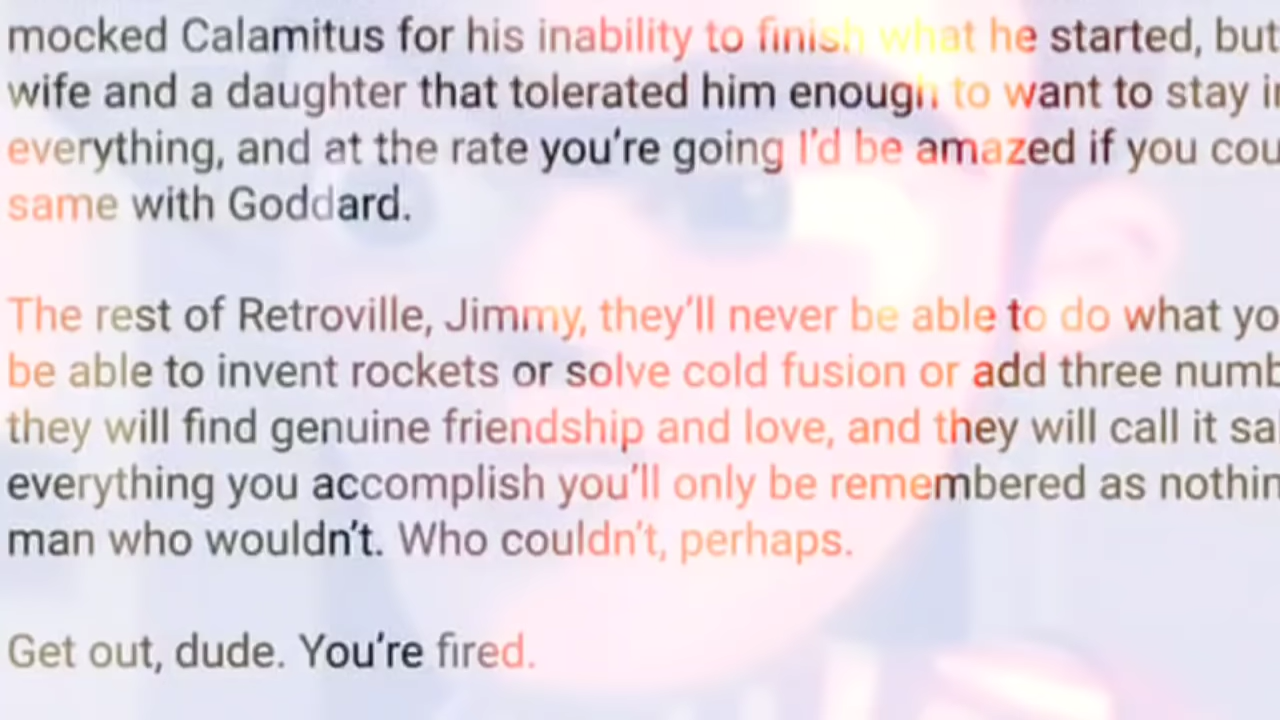 mocked Calamitus for his inability to finish what he started, but
wife and a daughter that tolerated him enough to want to stay
everything, and at the rate you're going I'd be amazed if you
same with Goddard.
The rest of Retroville, Jimmy, they'll never be able to do what
be able to invent rockets or solve cold fusion or add three
they will find genuine friendship and love, and they will call it
everything you accomplish you'll only be remembered as
man who wouldn't. Who couldn't, perhaps.
Get out, dude. You're fired.